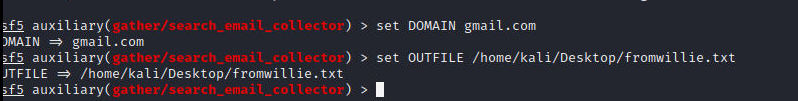 sf5 auxiliary(gather/search_email_collector) > set DOMAIN gmail.com
OMAIN => gmail.com
sf5 auxiliary(gather/search_email_collector) > set OUTFILE /home/kali/Desktop/fromwillie.txt
UTFILE => /home/kali/Desktop/fromwillie.txt
sf5 auxiliary(gather/search_email_collector) >